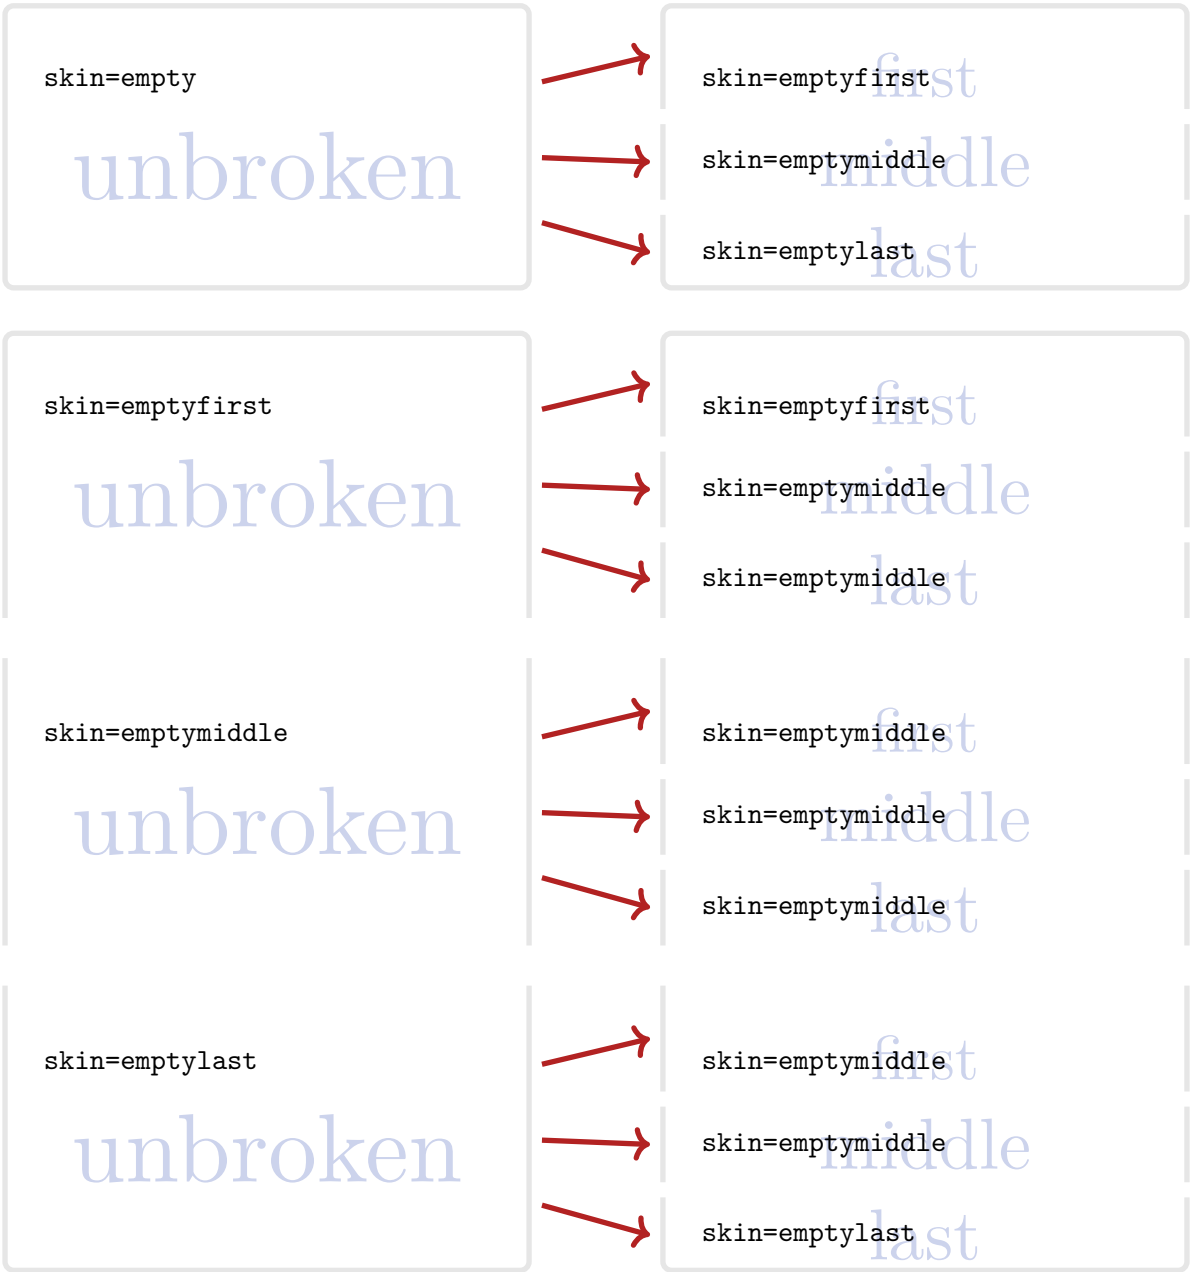 skin=empty
unbroken
skin=emptyfirst
first
skin=emptymiddle
middle
skin=emptylast
last
skin=emptyfirst
unbroken
skin=emptyfirst
first
skin=emptymiddle
middle
skin=emptymiddle
last
skin=emptymiddle
unbroken
skin=emptymiddle
first
skin=emptymiddle
middle
skin=emptymiddle
last
skin=emptylast
unbroken
skin=emptymiddle
first
skin=emptymiddle
middle
skin=emptylast
last